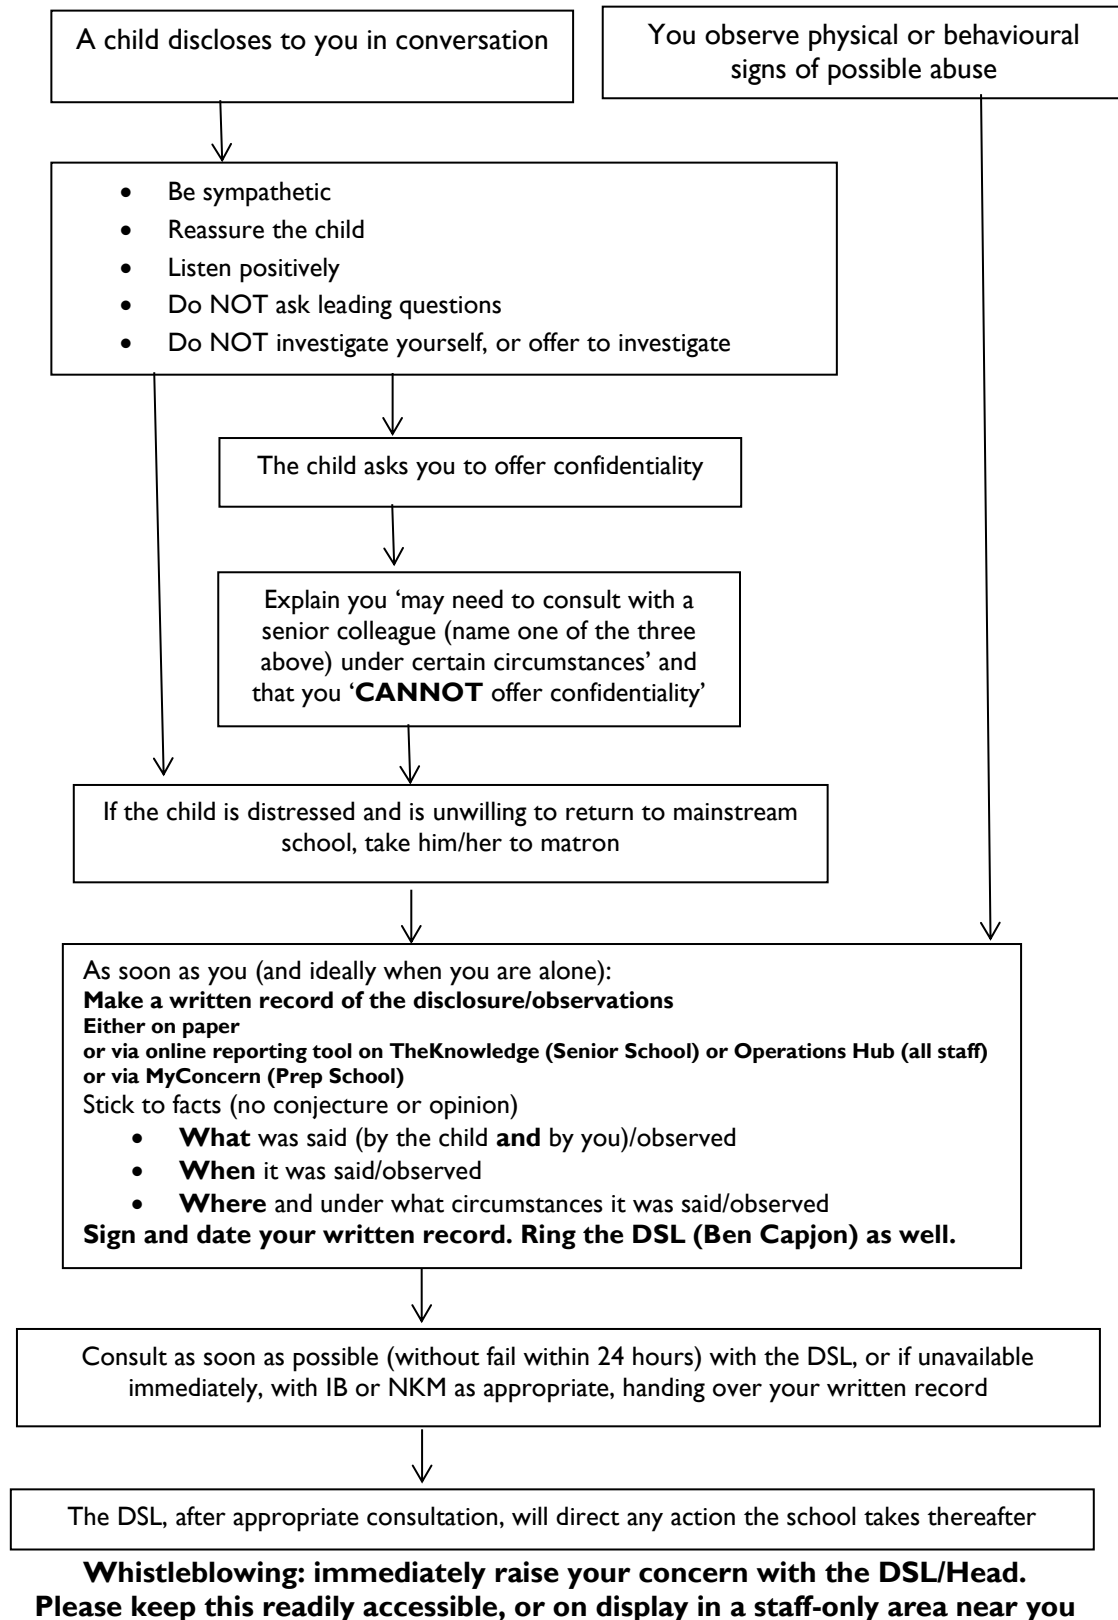 A child discloses to you in conversation
You observe physical or behavioural
signs of possible abuse
• Be sympathetic
• Reassure the child
• Listen positively
• Do NOT ask leading questions
• Do NOT investigate yourself, or offer to investigate
The child asks you to offer confidentiality
Explain you ‘may need to consult with a
senior colleague (name one of the three
above) under certain circumstances’ and
that you ‘CANNOT offer confidentiality’
If the child is distressed and is unwilling to return to mainstream
school, take him/her to matron
As soon as you (and ideally when you are alone):
Make a written record of the disclosure/observations
Either on paper
or via online reporting tool on TheKnowledge (Senior School) or Operations Hub (all staff)
or via MyConcern (Prep School)
Stick to facts (no conjecture or opinion)
• What was said (by the child and by you)/observed
• When it was said/observed
• Where and under what circumstances it was said/observed
Sign and date your written record. Ring the DSL (Ben Capjon) as well.
Consult as soon as possible (without fail within 24 hours) with the DSL, or if unavailable
immediately, with IB or NKM as appropriate, handing over your written record
The DSL, after appropriate consultation, will direct any action the school takes thereafter
Whistleblowing: immediately raise your concern with the DSL/Head.
Please keep this readily accessible, or on display in a staff-only area near you